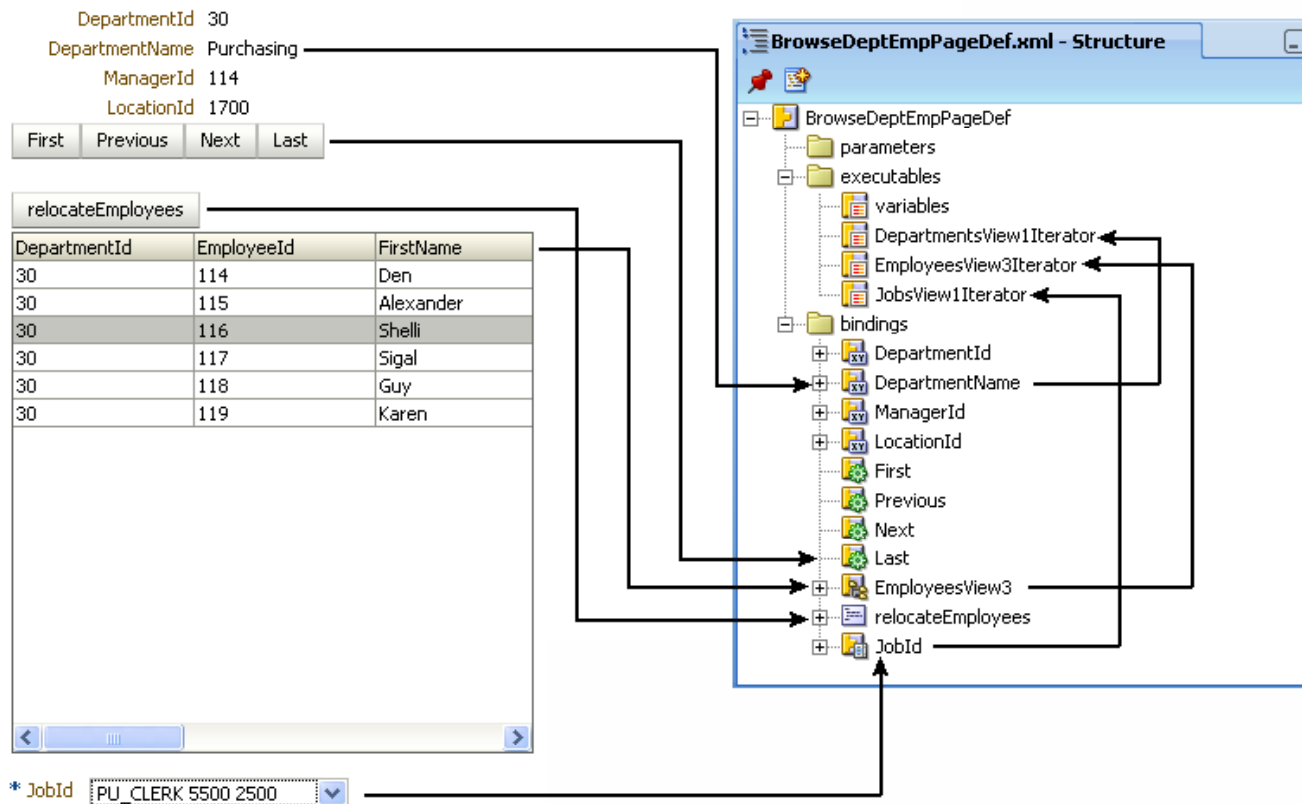 DepartmentId 30
DepartmentName Purchasing
ManagerId 114
LocationId 1700
First Previous Next Last
relocateEmployees
DepartmentId EmployeeId FirstName
30 114 Den
30 115 Alexander
30 116 Shelli
30 117 Sigal
30 118 Guy
30 119 Karen
* JobId PU_CLERK 5500 2500
BrowseDeptEmpPageDef.xml - Structure
BrowseDeptEmpPageDef
parameters
executables
variables
DepartmentsView1Iterator
EmployeesView3Iterator
JobsView1Iterator
bindings
DepartmentId
DepartmentName
ManagerId
LocationId
First
Previous
Next
Last
EmployeesView3
relocateEmployees
JobId